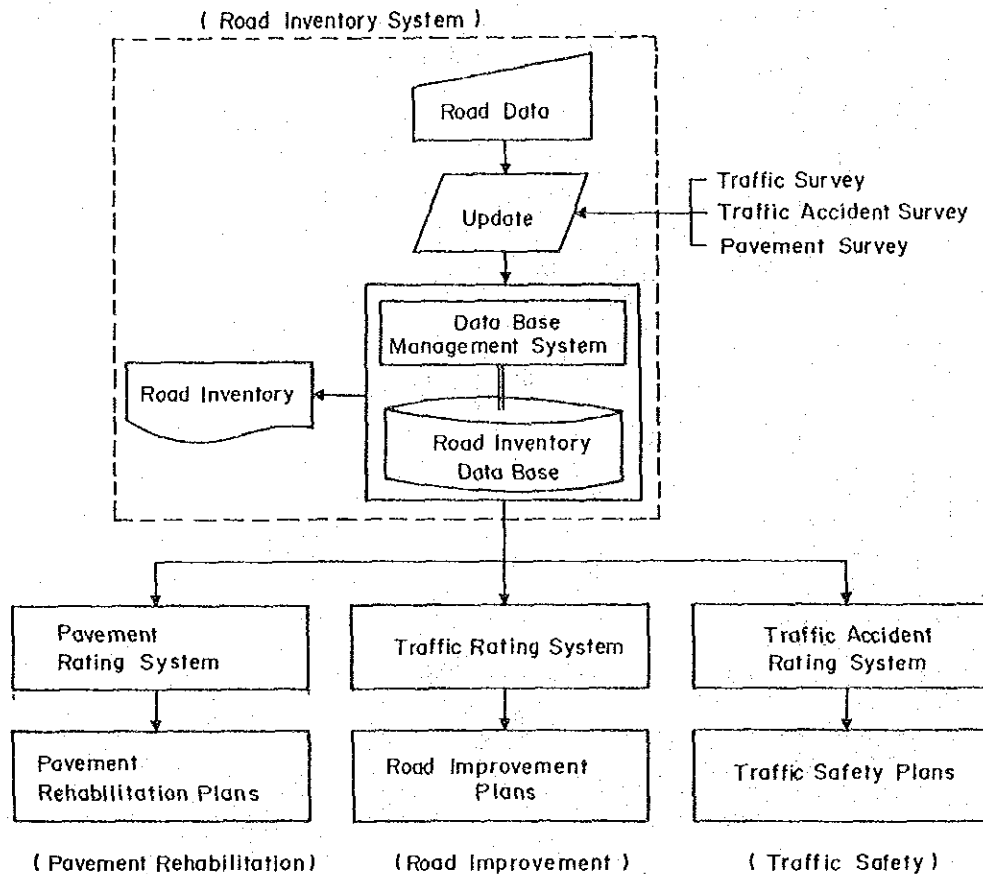 ( Road Inventory System )
Road Data
Update
Traffic Survey
Traffic Accident Survey
Pavement Survey
Data Base
Management System
Road Inventory
Road Inventory
Data Base
Pavement
Rating System
Traffic Rating System
Traffic Accident
Rating System
Pavement
Rehabilitation Plans
Road Improvement
Plans
Traffic Safety Plans
( Pavement Rehabilitation )
( Road Improvement )
( Traffic Safety )